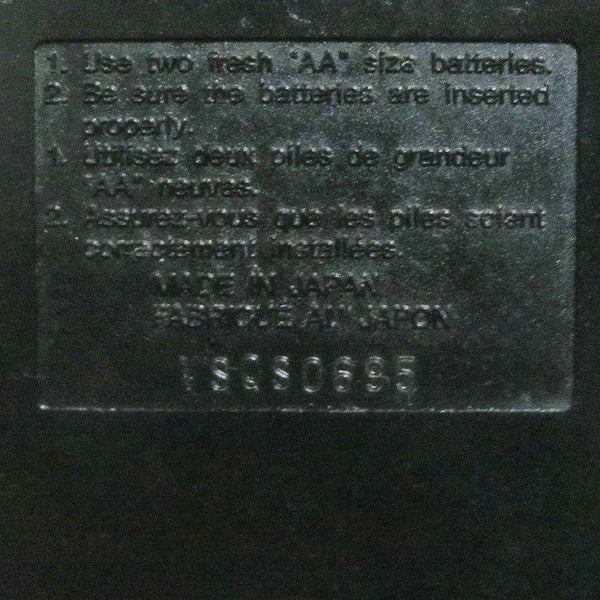 1. Use two fresh "AA" size batteries.
2. Be sure the batteries are inserted
properly.
1. Utilisez deux piles de grandeur
"AA" neuves.
2. Assurez-vous que les piles soient
correctement installées.
MADE IN JAPAN
FABRIQUE AU JAPON